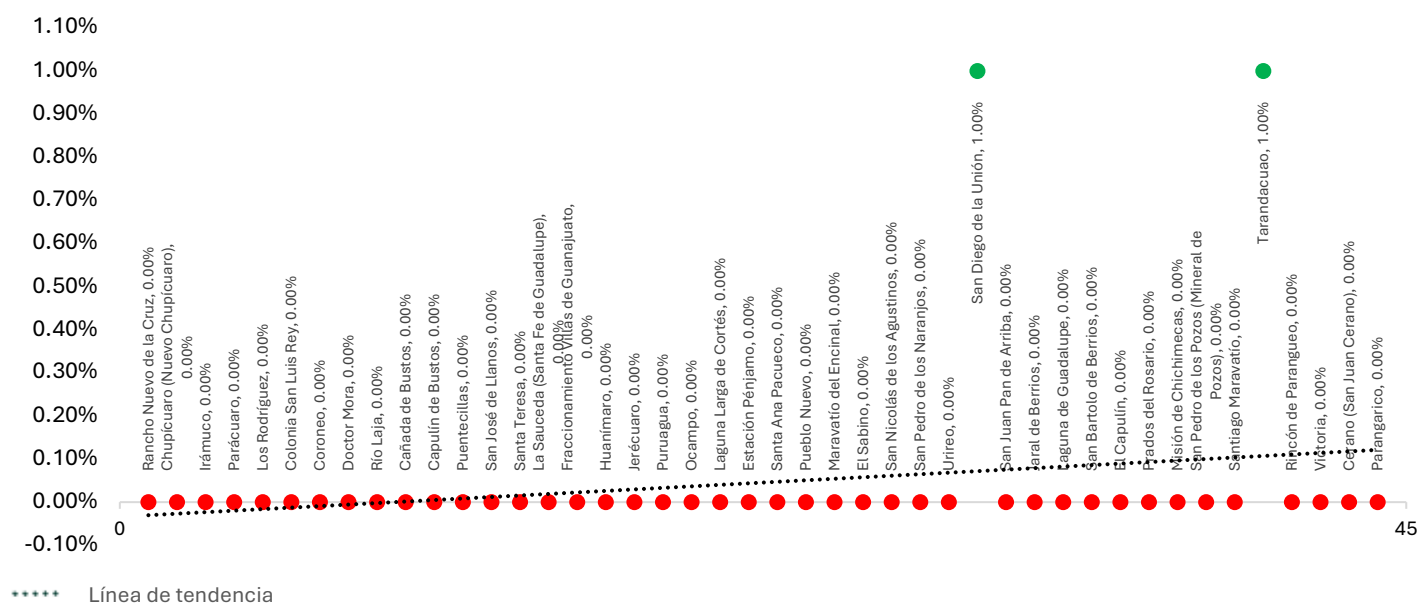 1.10%
1.00%
0.90%
0.80%
0.70%
0.60%
0.50%
0.40%
0.30%
0.20%
0.10%
0.00%
-0.10%
0
45
Rancho Nuevo de la Cruz, 0.00%
Chupícuaro (Nuevo Chupícuaro),
0.00%
Irámuco, 0.00%
Parácuaro, 0.00%
Los Rodríguez, 0.00%
Colonia San Luis Rey, 0.00%
Coroneo, 0.00%
Doctor Mora, 0.00%
Río Laja, 0.00%
Cañada de Bustos, 0.00%
Capulín de Bustos, 0.00%
Puentecillas, 0.00%
San José de Llanos, 0.00%
Santa Teresa, 0.00%
La Sauceda (Santa Fe de Guadalupe),
0.00%
Fraccionamiento Villas de Guanajuato,
0.00%
Huanímaro, 0.00%
Jerécuaro, 0.00%
Puruagua, 0.00%
Ocampo, 0.00%
Laguna Larga de Cortés, 0.00%
Estación Pénjamo, 0.00%
Santa Ana Pacueco, 0.00%
Pueblo Nuevo, 0.00%
Maravatío del Encinal, 0.00%
El Sabino, 0.00%
San Nicolás de los Agustinos, 0.00%
San Pedro de los Naranjos, 0.00%
Urireo, 0.00%
San Diego de la Unión, 1.00%
San Juan Pan de Arriba, 0.00%
Jaral de Berrios, 0.00%
Laguna de Guadalupe, 0.00%
San Bartolo de Berrios, 0.00%
El Capulín, 0.00%
Prados del Rosario, 0.00%
Misión de Chichimecas, 0.00%
San Pedro de los Pozos (Mineral de
Pozos), 0.00%
Santiago Maravatío, 0.00%
Tarandacuao, 1.00%
Rincón de Parangueo, 0.00%
Victoria, 0.00%
Cerano (San Juan Cerano), 0.00%
Parangarico, 0.00%
Línea de tendencia